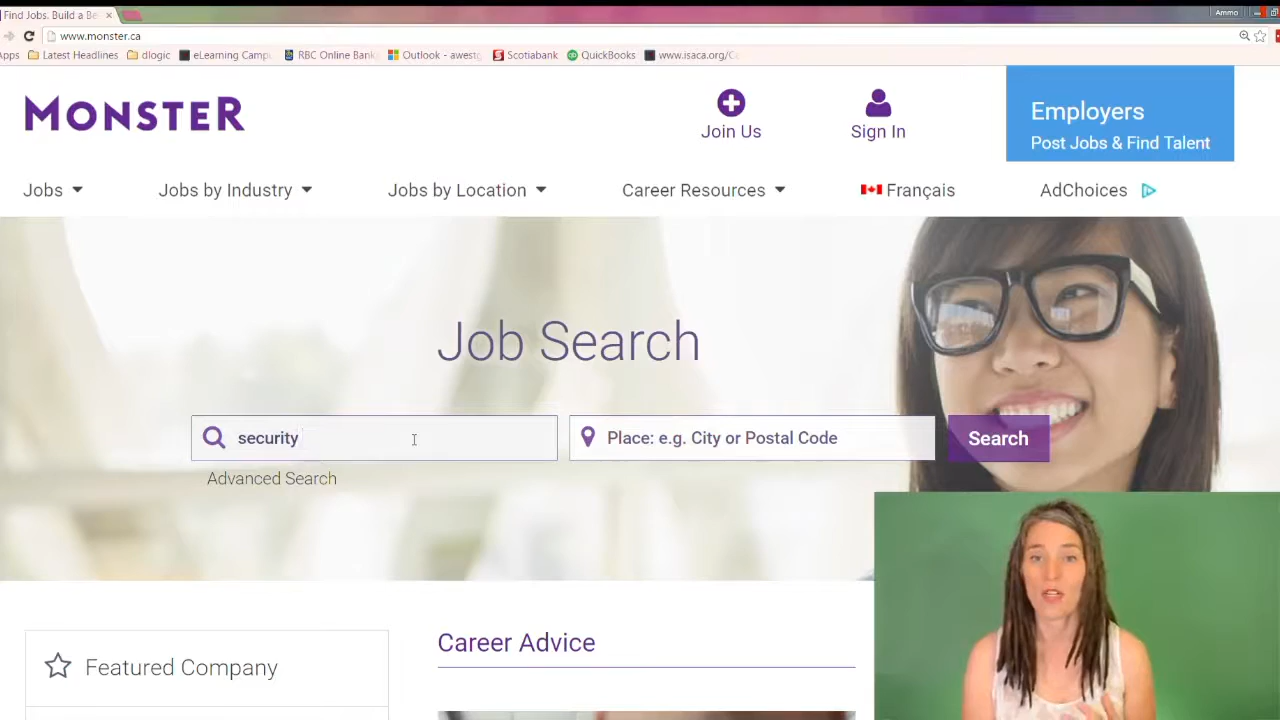 Find Jobs. Build a Be
Ammo
www.monster.ca
Apps Latest Headlines dlogic eLearning Camp RBC Online Bank Outlook - awestg Scotiabank QuickBooks www.isaca.org/C
MONSTER
Join Us
Sign In
Employers
Post Jobs & Find Talent
Jobs
Jobs by Industry
Jobs by Location
Career Resources
Français
AdChoices
Job Search
security
Place: e.g. City or Postal Code
Search
Advanced Search
Featured Company
Career Advice